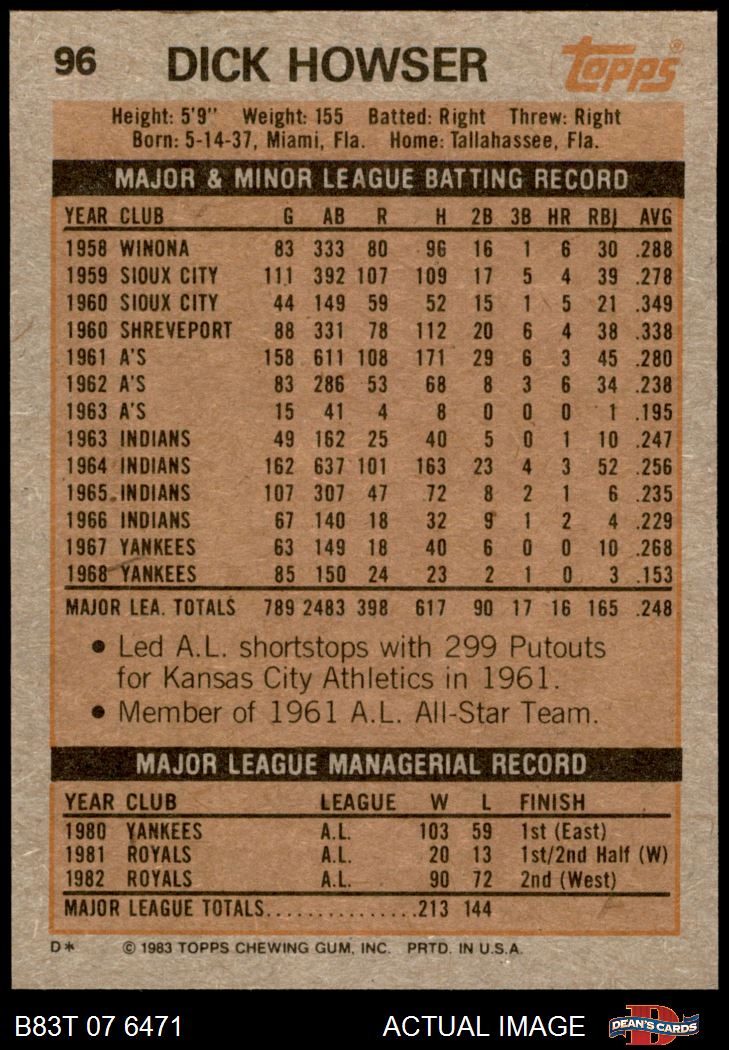 96 DICK HOWSER Topps®
Height: 5'9" Weight: 155 Batted: Right Threw: Right
Born: 5-14-37, Miami, Fla. Home: Tallahassee, Fla.
MAJOR & MINOR LEAGUE BATTING RECORD
YEAR CLUB G AB R H 2B 3B HR RBI AVG
1958 WINONA 83 333 80 96 16 1 6 30 .288
1959 SIOUX CITY 111 392 107 109 17 5 4 39 .278
1960 SIOUX CITY 44 149 59 52 15 1 5 21 .349
1960 SHREVEPORT 88 331 78 112 20 6 4 38 .338
1961 A'S 158 611 108 171 29 6 3 45 .280
1962 A'S 83 286 53 68 8 3 6 34 .238
1963 A'S 15 41 4 8 0 0 0 1 .195
1963 INDIANS 49 162 25 40 5 0 1 10 .247
1964 INDIANS 162 637 101 163 23 4 3 52 .256
1965 INDIANS 107 307 47 72 8 2 1 6 .235
1966 INDIANS 67 140 18 32 9 1 2 4 .229
1967 YANKEES 63 149 18 40 6 0 0 10 .268
1968 YANKEES 85 150 24 23 2 1 0 3 .153
MAJOR LEA. TOTALS 789 2483 398 617 90 17 16 165 .248
• Led A.L. shortstops with 299 Putouts
for Kansas City Athletics in 1961.
• Member of 1961 A.L. All-Star Team.
MAJOR LEAGUE MANAGERIAL RECORD
YEAR CLUB LEAGUE W L FINISH
1980 YANKEES A.L. 103 59 1st (East)
1981 ROYALS A.L. 20 13 1st/2nd Half (W)
1982 ROYALS A.L. 90 72 2nd (West)
MAJOR LEAGUE TOTALS...............213 144
D* © 1983 TOPPS CHEWING GUM, INC. PRTD. IN U.S.A.
B83T 07 6471 ACTUAL IMAGE D DEAN'S CARDS